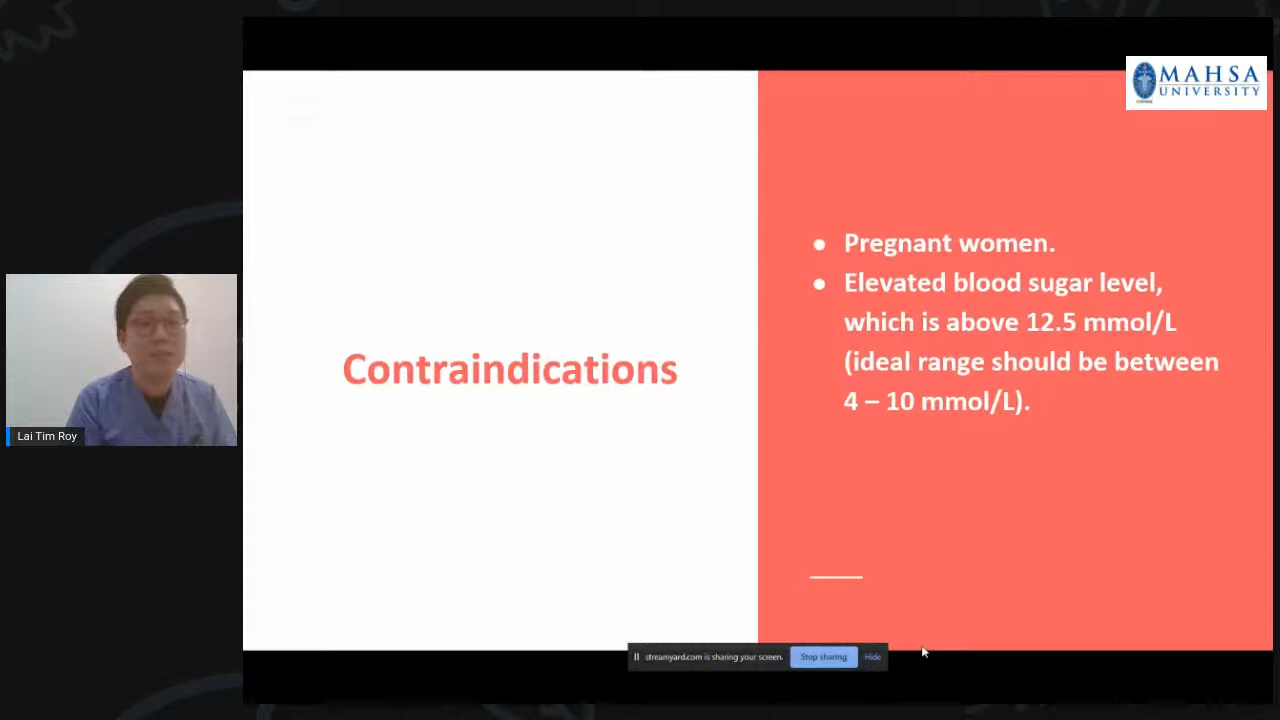 MAHSA
UNIVERSITY
● Pregnant women.
● Elevated blood sugar level,
which is above 12.5 mmol/L
(ideal range should be between
4 – 10 mmol/L).
Contraindications
Lai Tim Roy
streamyard.com is sharing your screen. Stop sharing Hide